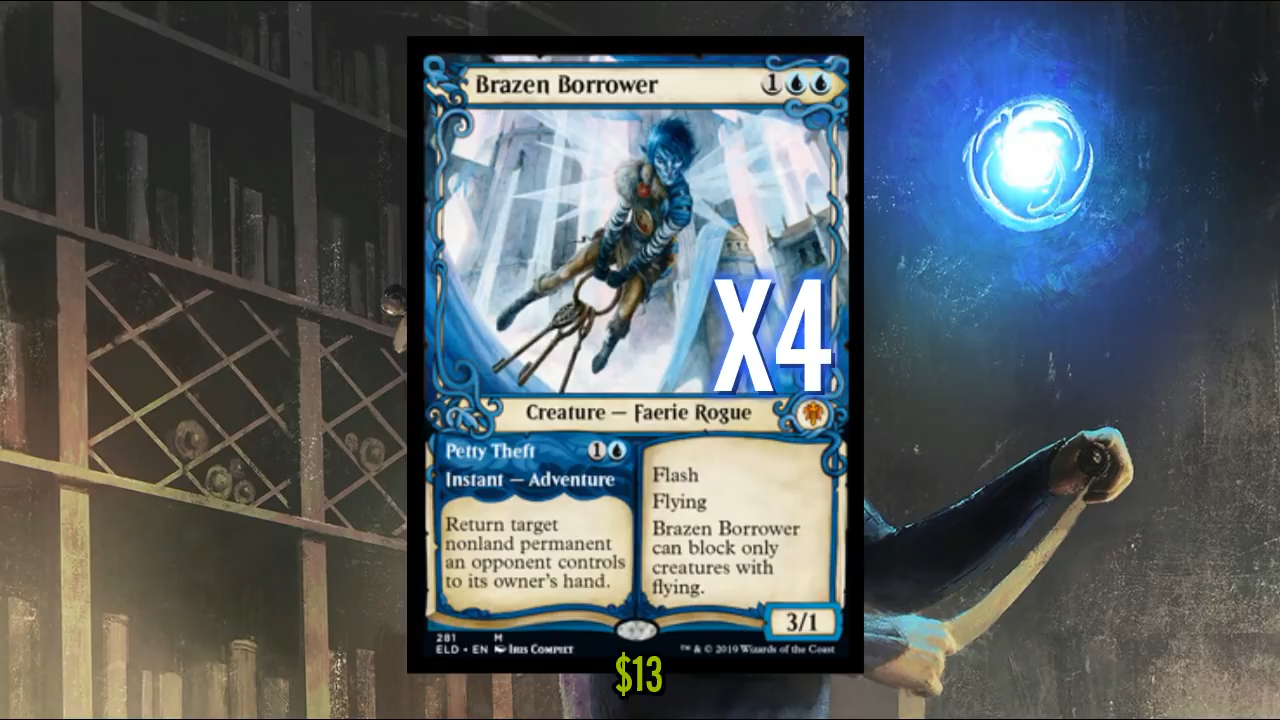 Brazen Borrower
1
X4
Creature — Faerie Rogue
Petty Theft
1
Instant — Adventure
Return target
nonland permanent
an opponent controls
to its owner's hand.
Flash
Flying
Brazen Borrower
can block only
creatures with
flying.
3/1
281 M
ELD • EN Iris Compiet
™ & © 2019 Wizards of the Coast
$13